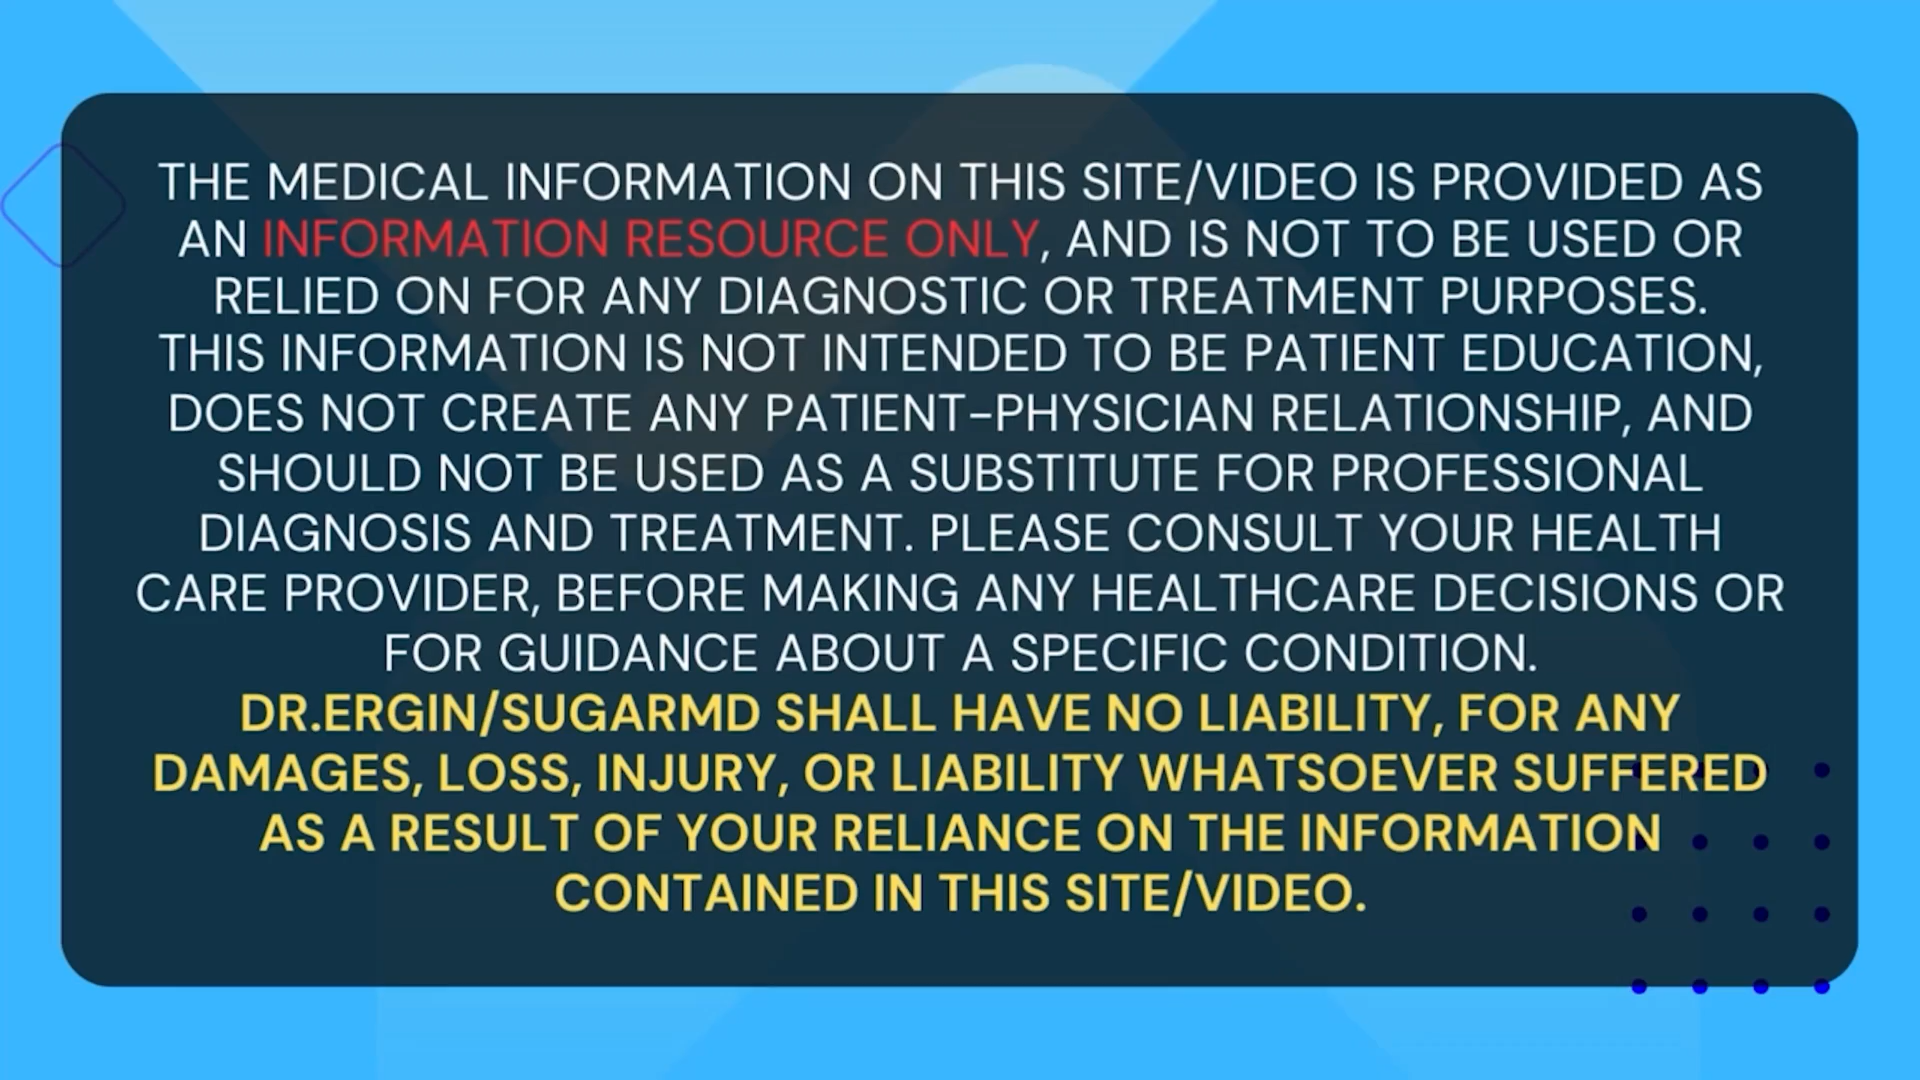 THE MEDICAL INFORMATION ON THIS SITE/VIDEO IS PROVIDED AS
AN INFORMATION RESOURCE ONLY, AND IS NOT TO BE USED OR
RELIED ON FOR ANY DIAGNOSTIC OR TREATMENT PURPOSES.
THIS INFORMATION IS NOT INTENDED TO BE PATIENT EDUCATION,
DOES NOT CREATE ANY PATIENT-PHYSICIAN RELATIONSHIP, AND
SHOULD NOT BE USED AS A SUBSTITUTE FOR PROFESSIONAL
DIAGNOSIS AND TREATMENT. PLEASE CONSULT YOUR HEALTH
CARE PROVIDER, BEFORE MAKING ANY HEALTHCARE DECISIONS OR
FOR GUIDANCE ABOUT A SPECIFIC CONDITION.
DR.ERGIN/SUGARMD SHALL HAVE NO LIABILITY, FOR ANY
DAMAGES, LOSS, INJURY, OR LIABILITY WHATSOEVER SUFFERED
AS A RESULT OF YOUR RELIANCE ON THE INFORMATION
CONTAINED IN THIS SITE/VIDEO.